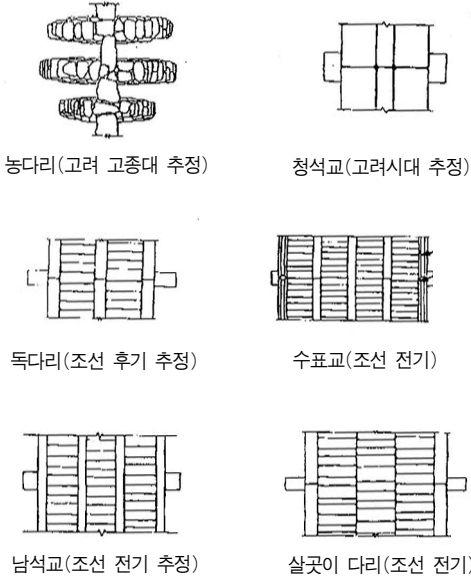 농다리(고려 고종대 추정)
청석교(고려시대 추정)
독다리(조선 후기 추정)
수표교(조선 전기)
남석교(조선 전기 추정)
살곳이 다리(조선 전기)